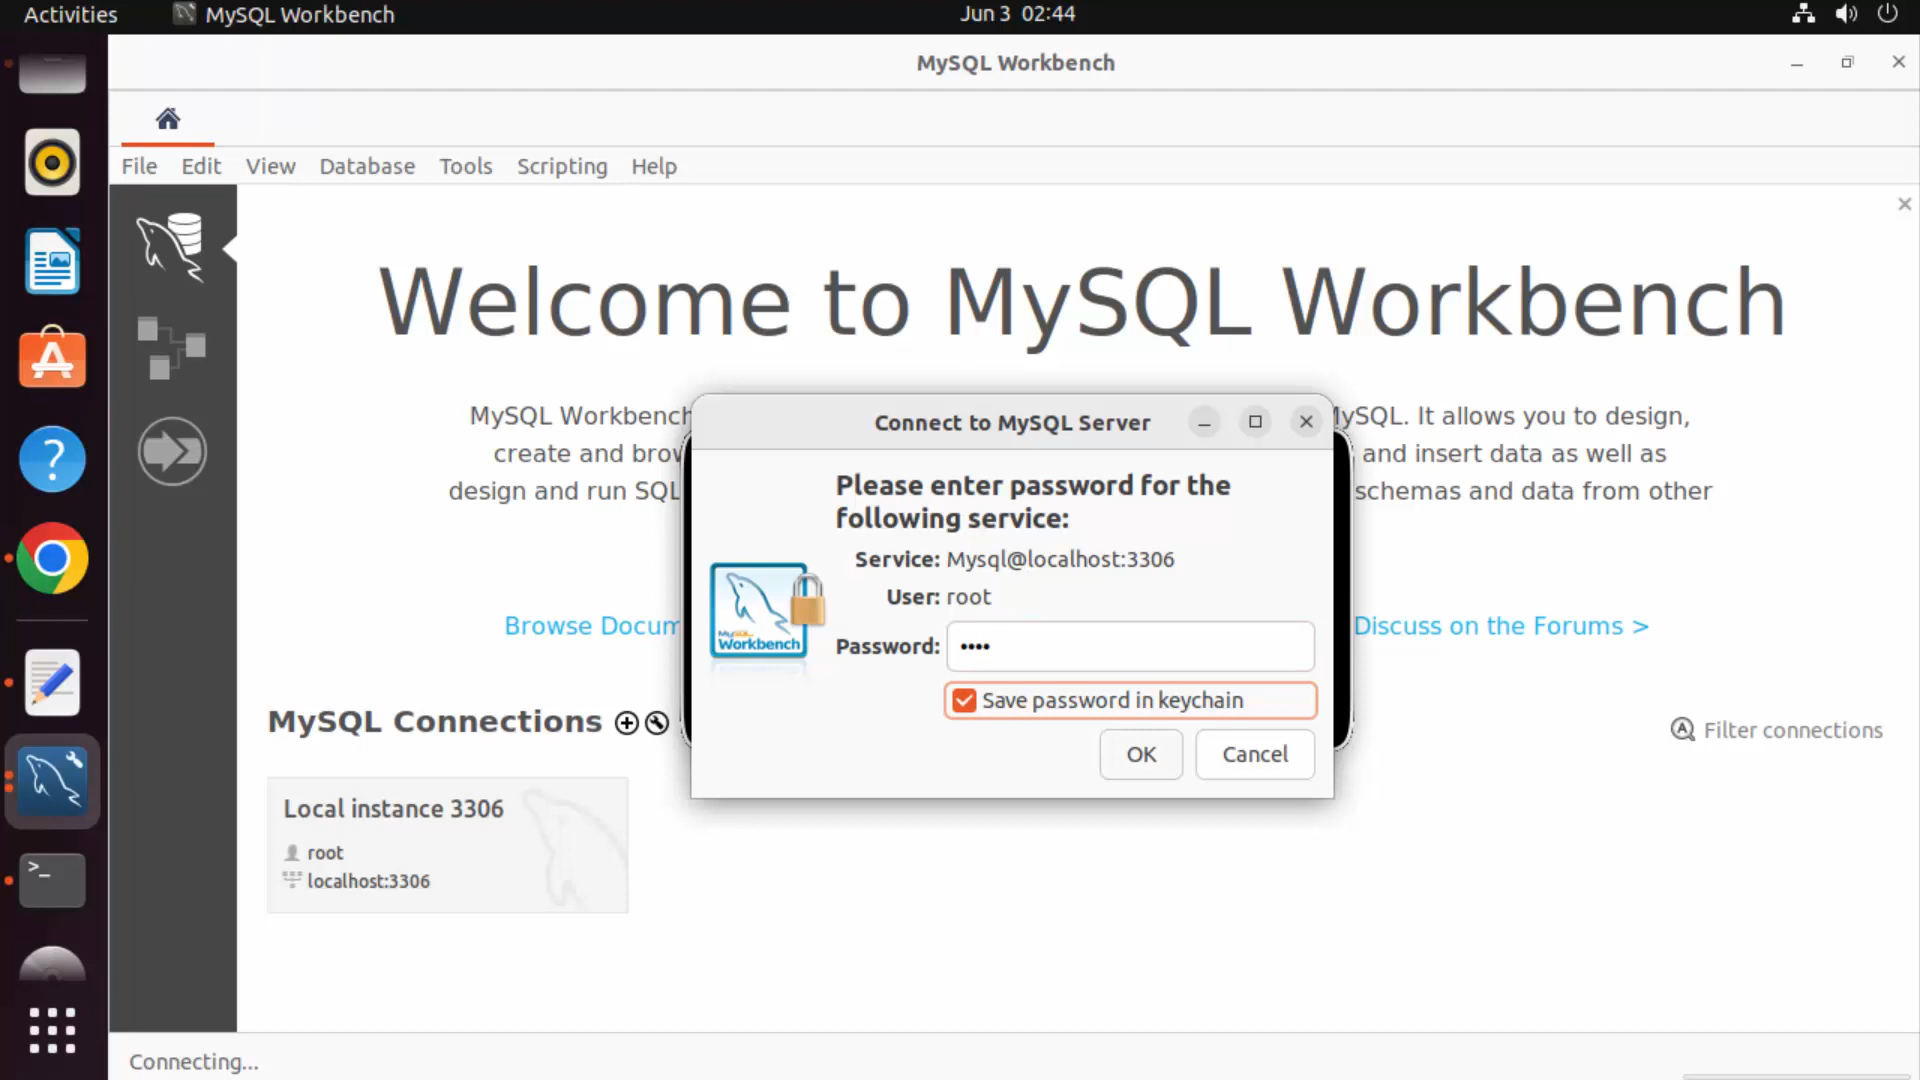 Activities MySQL Workbench Jun 3 02:44
MySQL Workbench
File Edit View Database Tools Scripting Help
Welcome to MySQL Workbench
MySQL Workbench
ySQL. It allows you to design,
create and brow
and insert data as well as
design and run SQL
schemas and data from other
Browse Docum
Discuss on the Forums >
Connect to MySQL Server
Please enter password for the
following service:
Service: Mysql@localhost:3306
User: root
Password: ••••
Save password in keychain
OK Cancel
MySQL
Workbench
MySQL Connections
Filter connections
Local instance 3306
root
localhost:3306
Connecting...